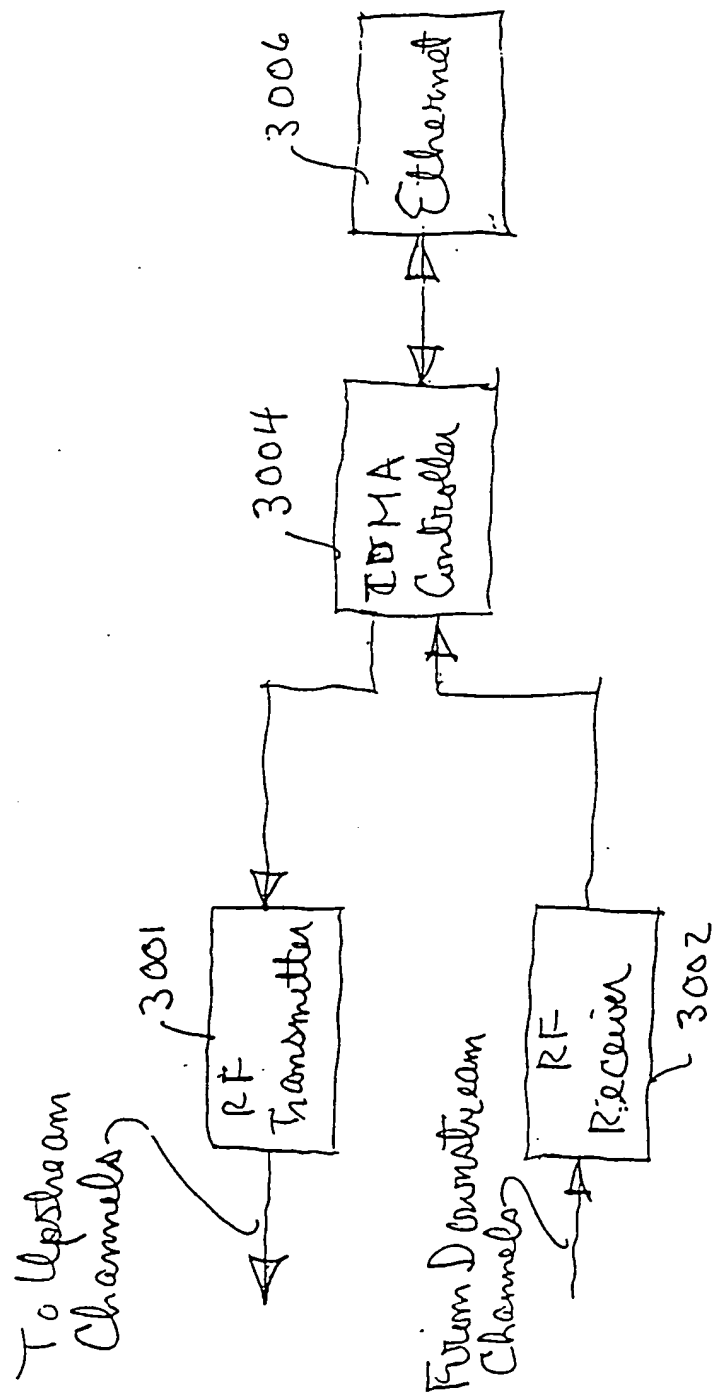 To Upstream
Channels
3001
RF
Transmitter
3004
TDMA
Controller
3006
Ethernet
From Downstream
Channels
RF
Receiver
3002